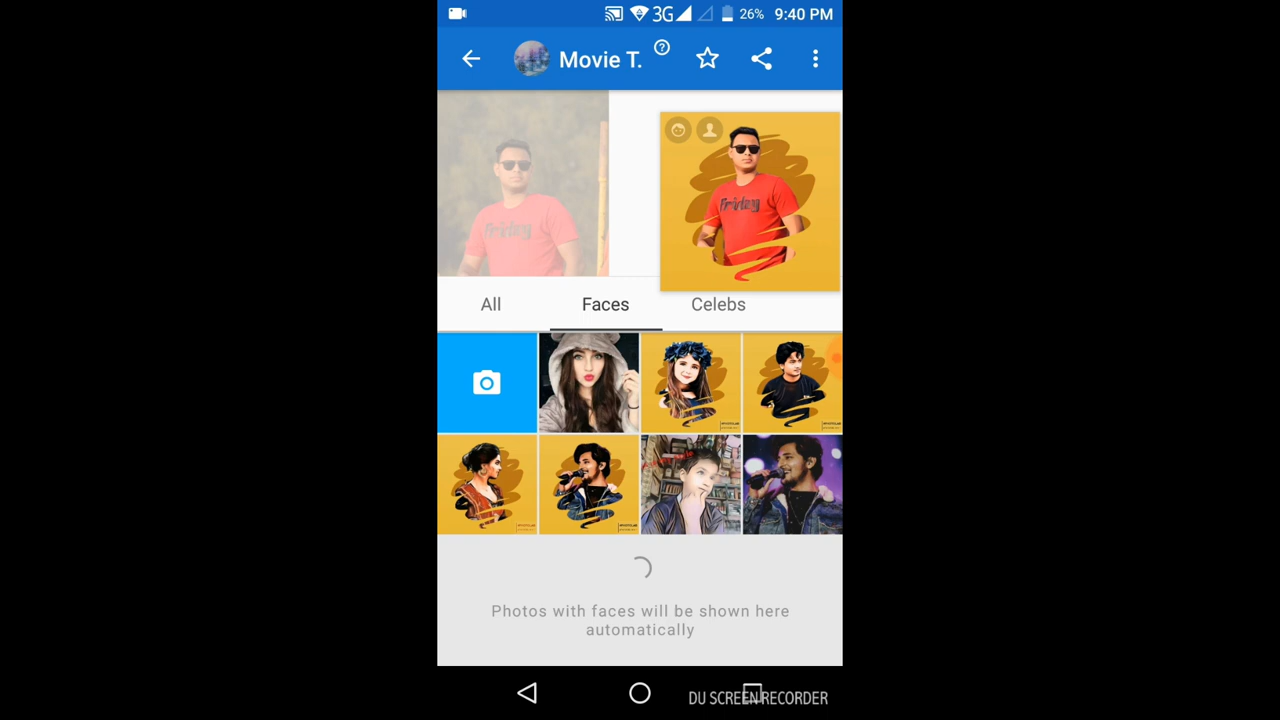 3G 26% 9:40 PM
Movie T.
Friday
Friday
All Faces Celebs
Photos with faces will be shown here
automatically
DU SCREEN RECORDER